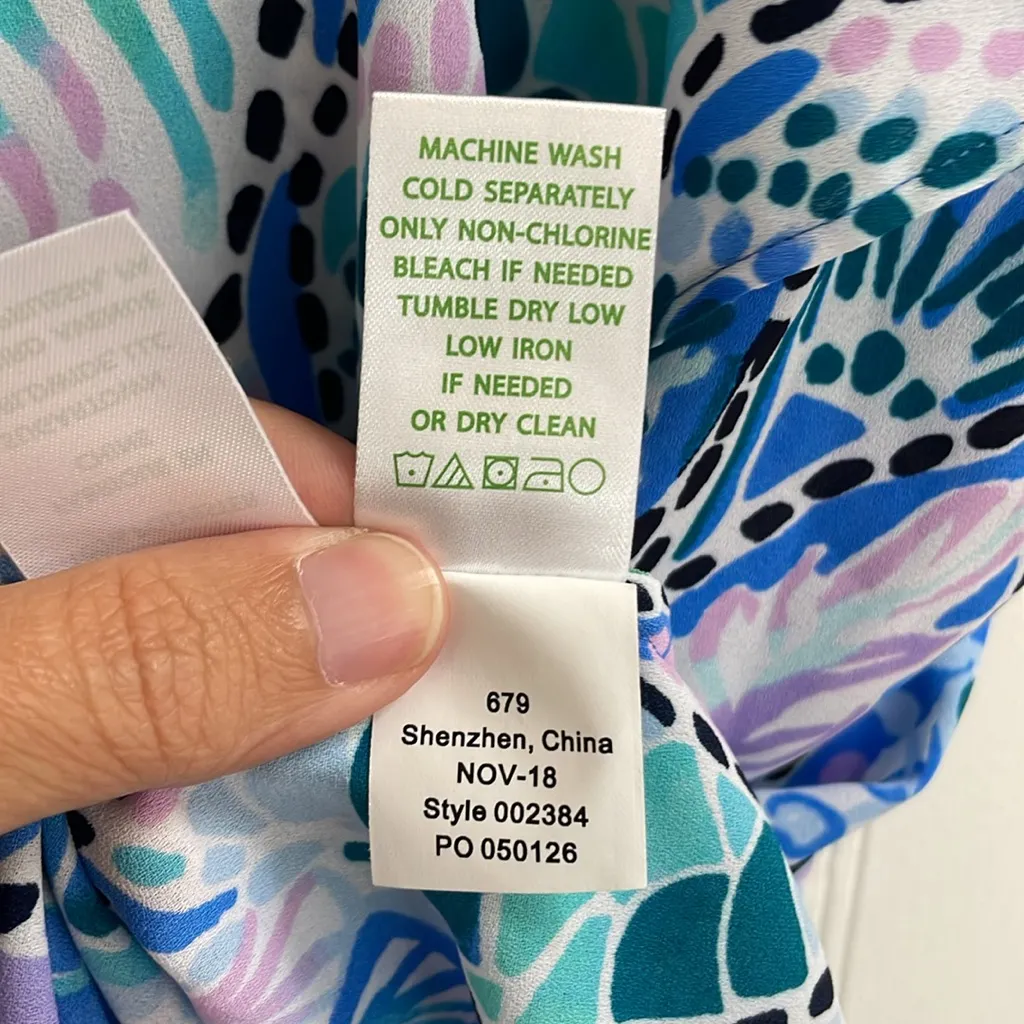 MACHINE WASH
COLD SEPARATELY
ONLY NON-CHLORINE
BLEACH IF NEEDED
TUMBLE DRY LOW
LOW IRON
IF NEEDED
OR DRY CLEAN
679
Shenzhen, China
NOV-18
Style 002384
PO 050126